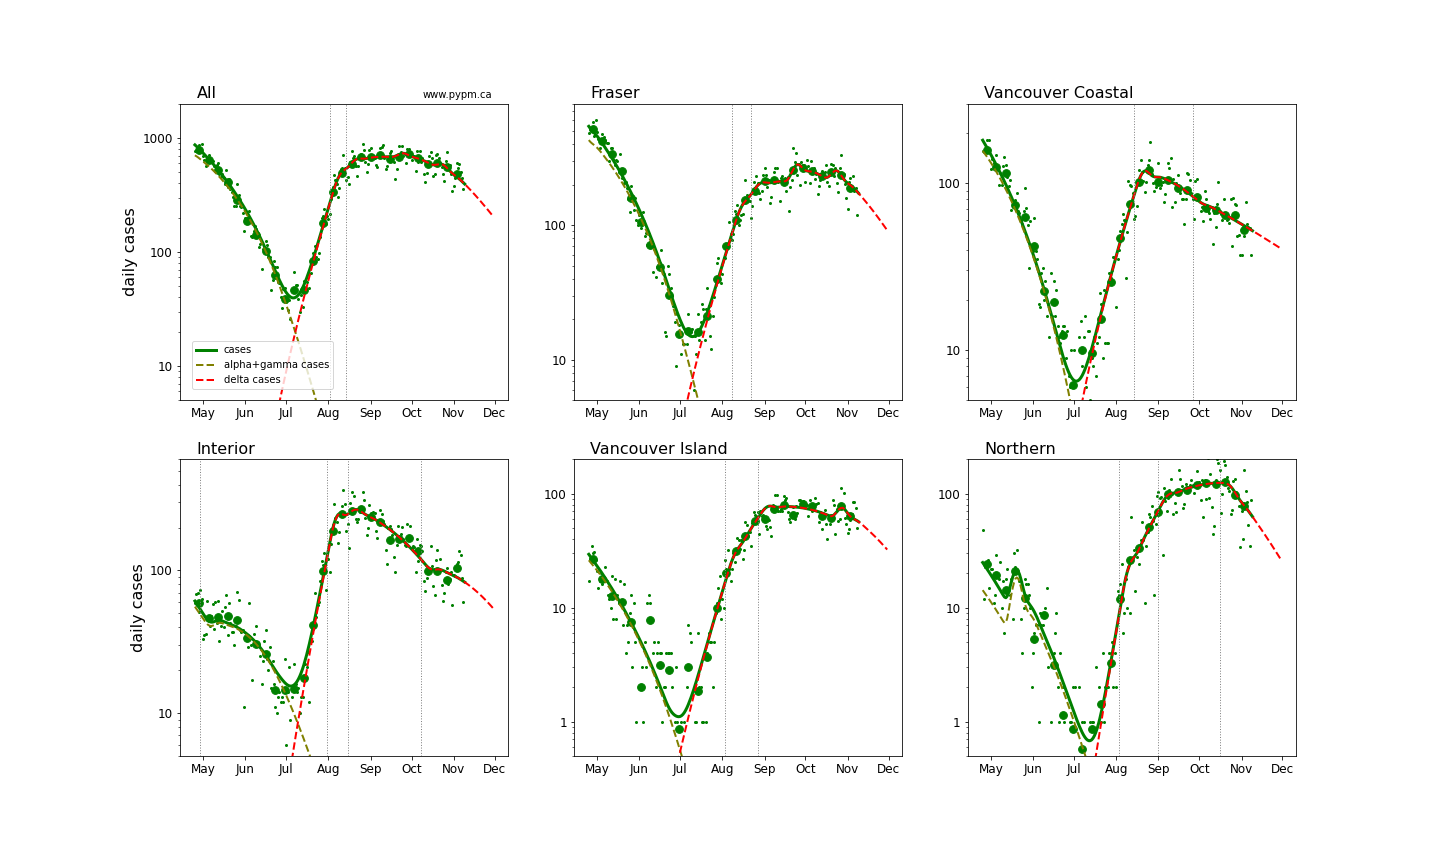 All
www.pypm.ca
Fraser
Vancouver Coastal
1000
100
10
daily cases
cases
alpha+gamma cases
delta cases
May Jun Jul Aug Sep Oct Nov Dec
100
10
May Jun Jul Aug Sep Oct Nov Dec
100
10
May Jun Jul Aug Sep Oct Nov Dec
Interior
Vancouver Island
Northern
100
10
daily cases
May Jun Jul Aug Sep Oct Nov Dec
100
10
1
May Jun Jul Aug Sep Oct Nov Dec
100
10
1
May Jun Jul Aug Sep Oct Nov Dec